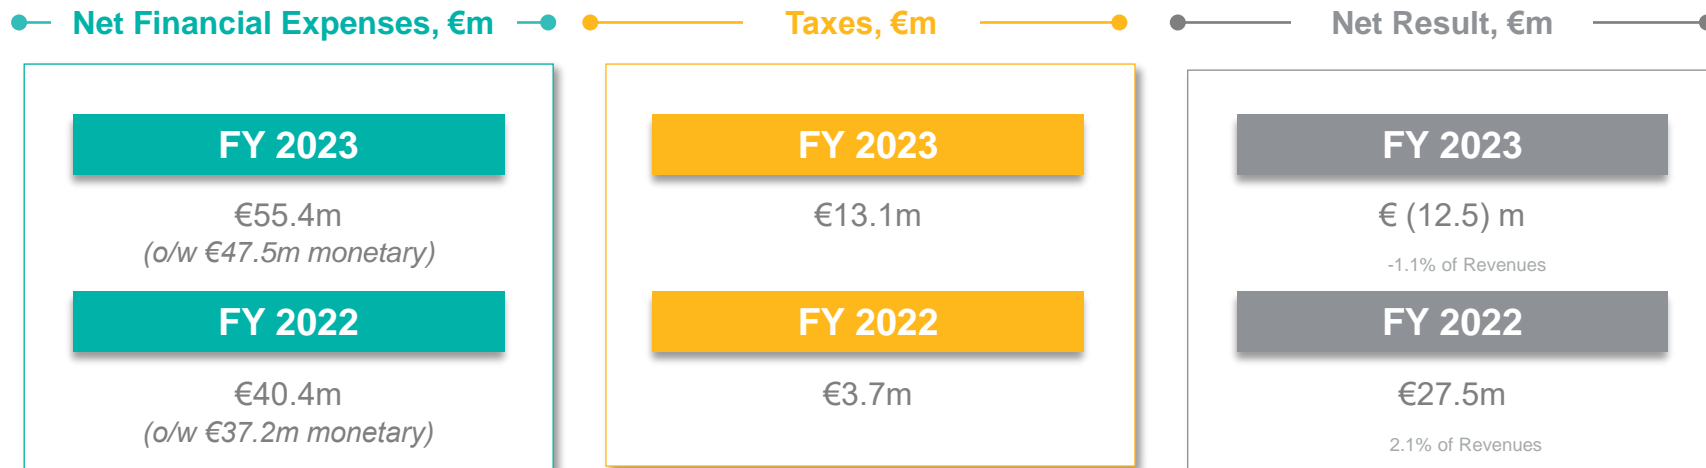 Net Financial Expenses, €m
FY 2023
€55.4m
(o/w €47.5m monetary)
FY 2022
€40.4m
(o/w €37.2m monetary)
Taxes, €m
FY 2023
€13.1m
FY 2022
€3.7m
Net Result, €m
FY 2023
€ (12.5) m
-1.1% of Revenues
FY 2022
€27.5m
2.1% of Revenues